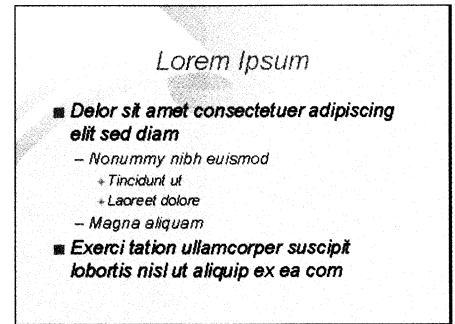 Lorem Ipsum
■ Delor sit amet consectetuer adipiscing
elit sed diam
– Nonummy nibh euismod
+ Tincidunt ut
+ Laoreet dolore
– Magna aliquam
■ Exerci tation ullamcorper suscipit
lobortis nisl ut aliquip ex ea com